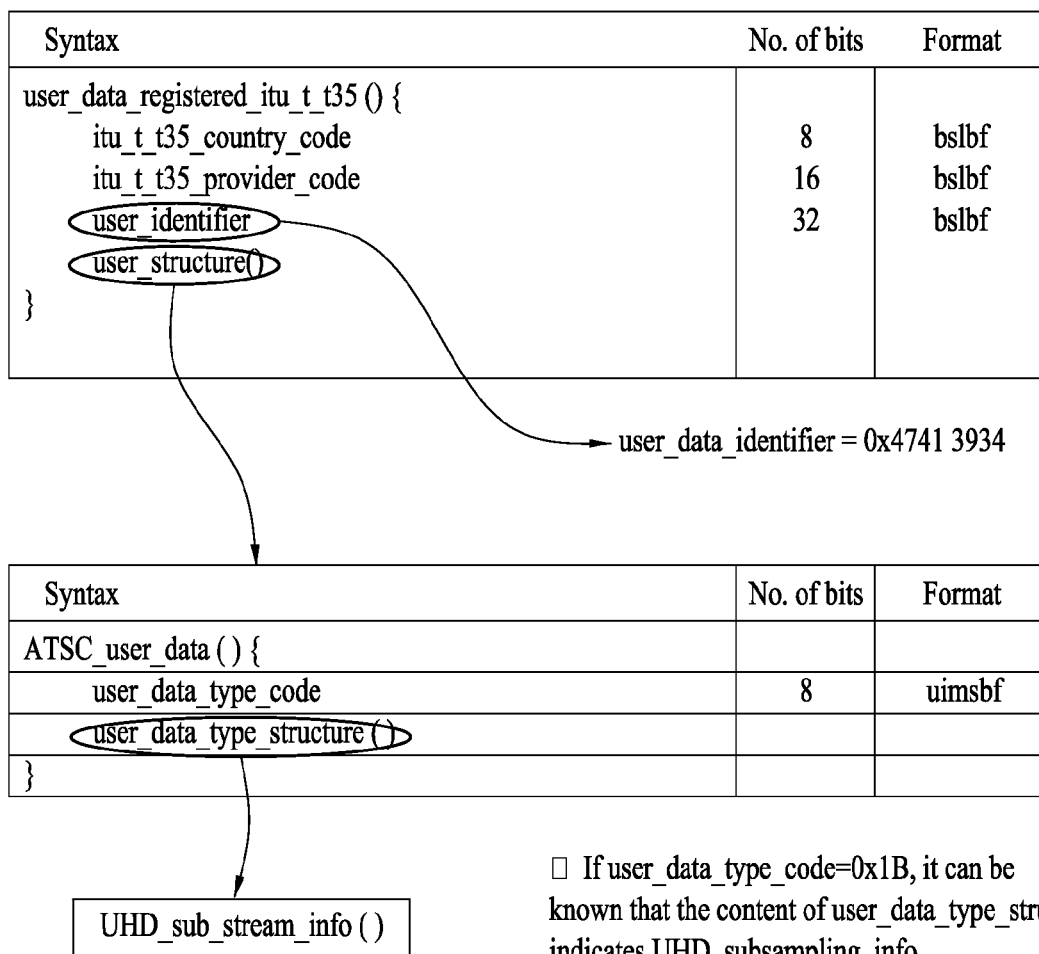 Syntax No. of bits Format
user_data_registered_itu_t_t35 () {
itu_t_t35_country_code 8 bslbf
itu_t_t35_provider_code 16 bslbf
user_identifier 32 bslbf
user_structure()
}
user_data_identifier = 0x4741 3934
Syntax No. of bits Format
ATSC_user_data ( ) {
user_data_type_code 8 uimsbf
user_data_type_structure ( )
}
□ If user_data_type_code=0x1B, it can be
known that the content of user_data_type_stru
indicates UHD_subsampling_info
UHD_sub_stream_info ( )